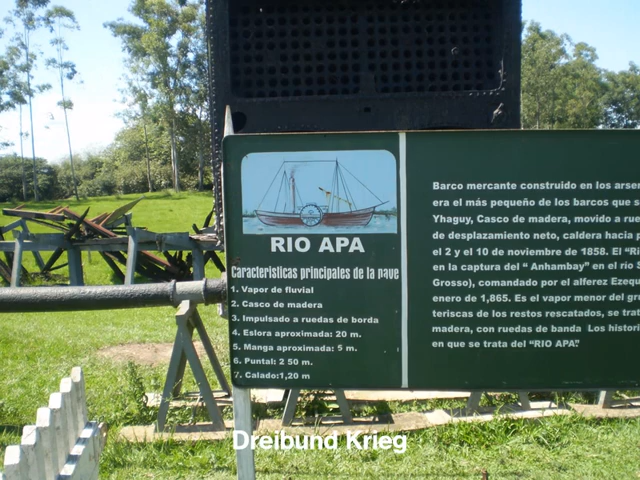 RIO APA
Caracteristicas principales de la nave
1. Vapor de fluvial
2. Casco de madera
3. Impulsado a ruedas de borda
4. Eslora aproximada: 20 m.
5. Manga aproximada: 5 m.
6. Puntal: 2 50 m.
7. Calado:1,20 m
Barco mercante construido en los arse
era el más pequeño de los barcos que s
Yhaguy, Casco de madera, movido a rue
de desplazamiento neto, caldera hacia p
el 2 y el 10 de noviembre de 1858. El "Ri
en la captura del " Anhambay" en el río S
Grosso), comandado por el alferez Ezequ
enero de 1,865. Es el vapor menor del gr
teriscas de los restos rescatados, se trat
madera, con ruedas de banda Los histori
en que se trata del "RIO APA".
Dreibund Krieg